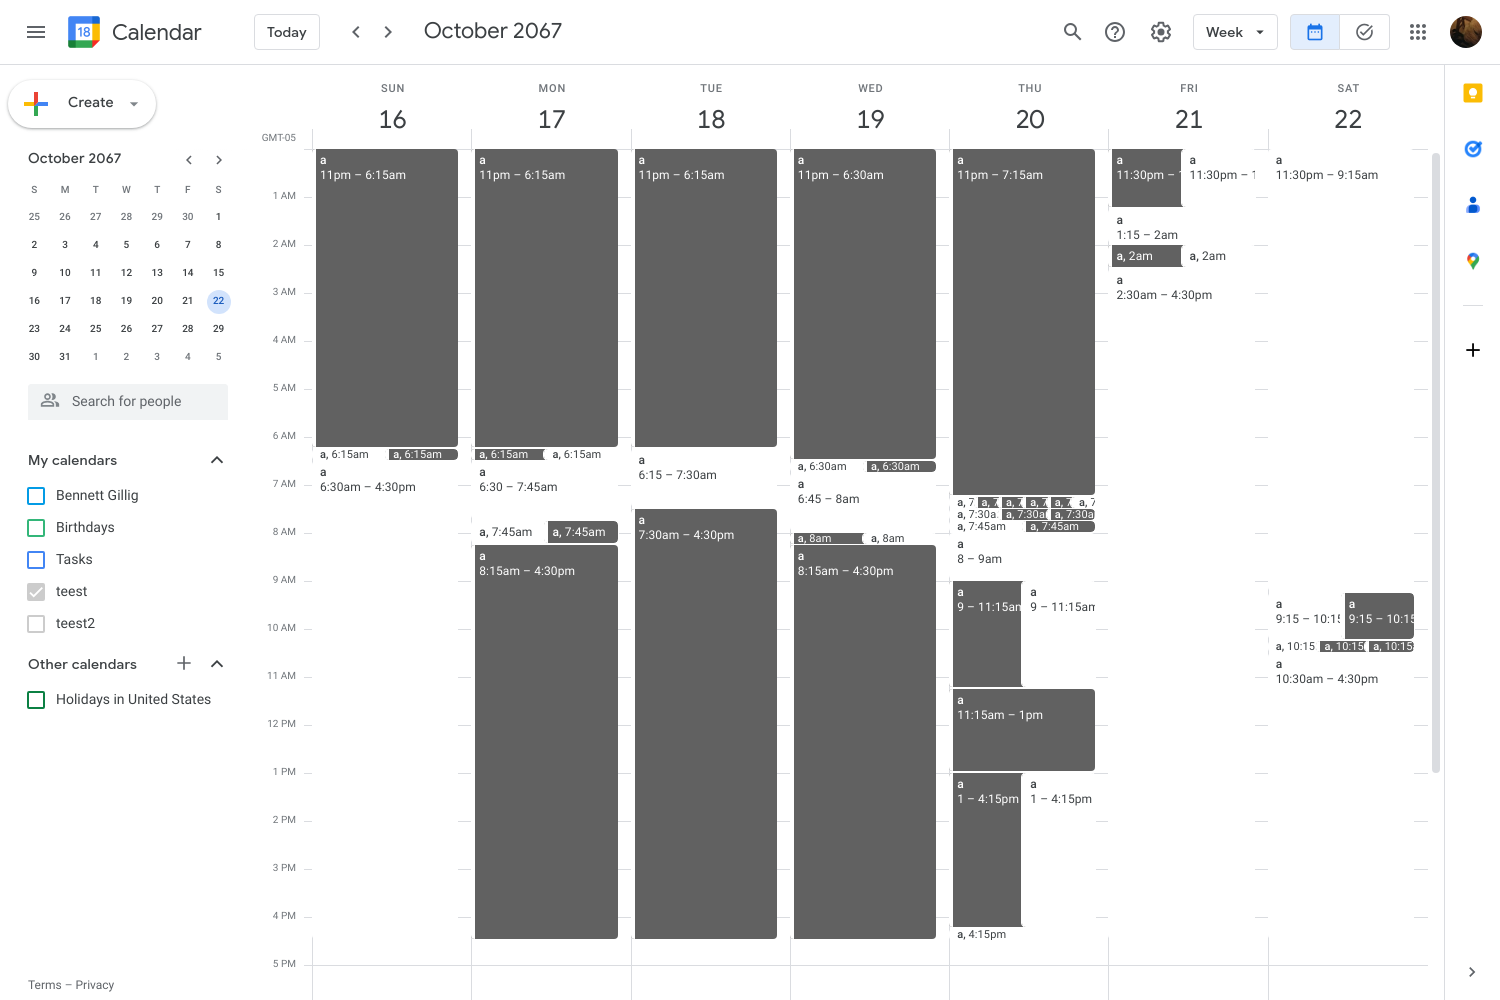 18 Calendar Today October 2067 Week
Create
October 2067
S M T W T F S
25 26 27 28 29 30 1
2 3 4 5 6 7 8
9 10 11 12 13 14 15
16 17 18 19 20 21 22
23 24 25 26 27 28 29
30 31 1 2 3 4 5
Search for people
My calendars
Bennett Gillig
Birthdays
Tasks
teest
teest2
Other calendars
Holidays in United States
Terms – Privacy
SUN MON TUE WED THU FRI SAT
16 17 18 19 20 21 22
GMT-05
1 AM
2 AM
3 AM
4 AM
5 AM
6 AM
7 AM
8 AM
9 AM
10 AM
11 AM
12 PM
1 PM
2 PM
3 PM
4 PM
5 PM
a
11pm – 6:15am
a, 6:15am
a, 6:15am
a
6:30am – 4:30pm
a
11pm – 6:15am
a, 6:15am
a, 6:15am
a
6:30 – 7:45am
a, 7:45am
a, 7:45am
a
8:15am – 4:30pm
a
11pm – 6:15am
a
6:15 – 7:30am
a
7:30am – 4:30pm
a
11pm – 6:30am
a, 6:30am
a, 6:30am
a
6:45 – 8am
a, 8am
a, 8am
a
8:15am – 4:30pm
a
11pm – 7:15am
a, 7 a, 7 a, 7 a, 7 a, 7 a, 7
a, 7:30a a, 7:30a a, 7:30a
a, 7:45am a, 7:45am
a
8 – 9am
a
9 – 11:15am
a
9 – 11:15am
a
11:15am – 1pm
a
1 – 4:15pm
a
1 – 4:15pm
a, 4:15pm
a
11:30pm –
a
11:30pm – 1
a
1:15 – 2am
a, 2am
a, 2am
a
2:30am – 4:30pm
a
11:30pm – 9:15am
a
9:15 – 10:15
a
9:15 – 10:15
a, 10:15 a, 10:15 a, 10:15
a
10:30am – 4:30pm